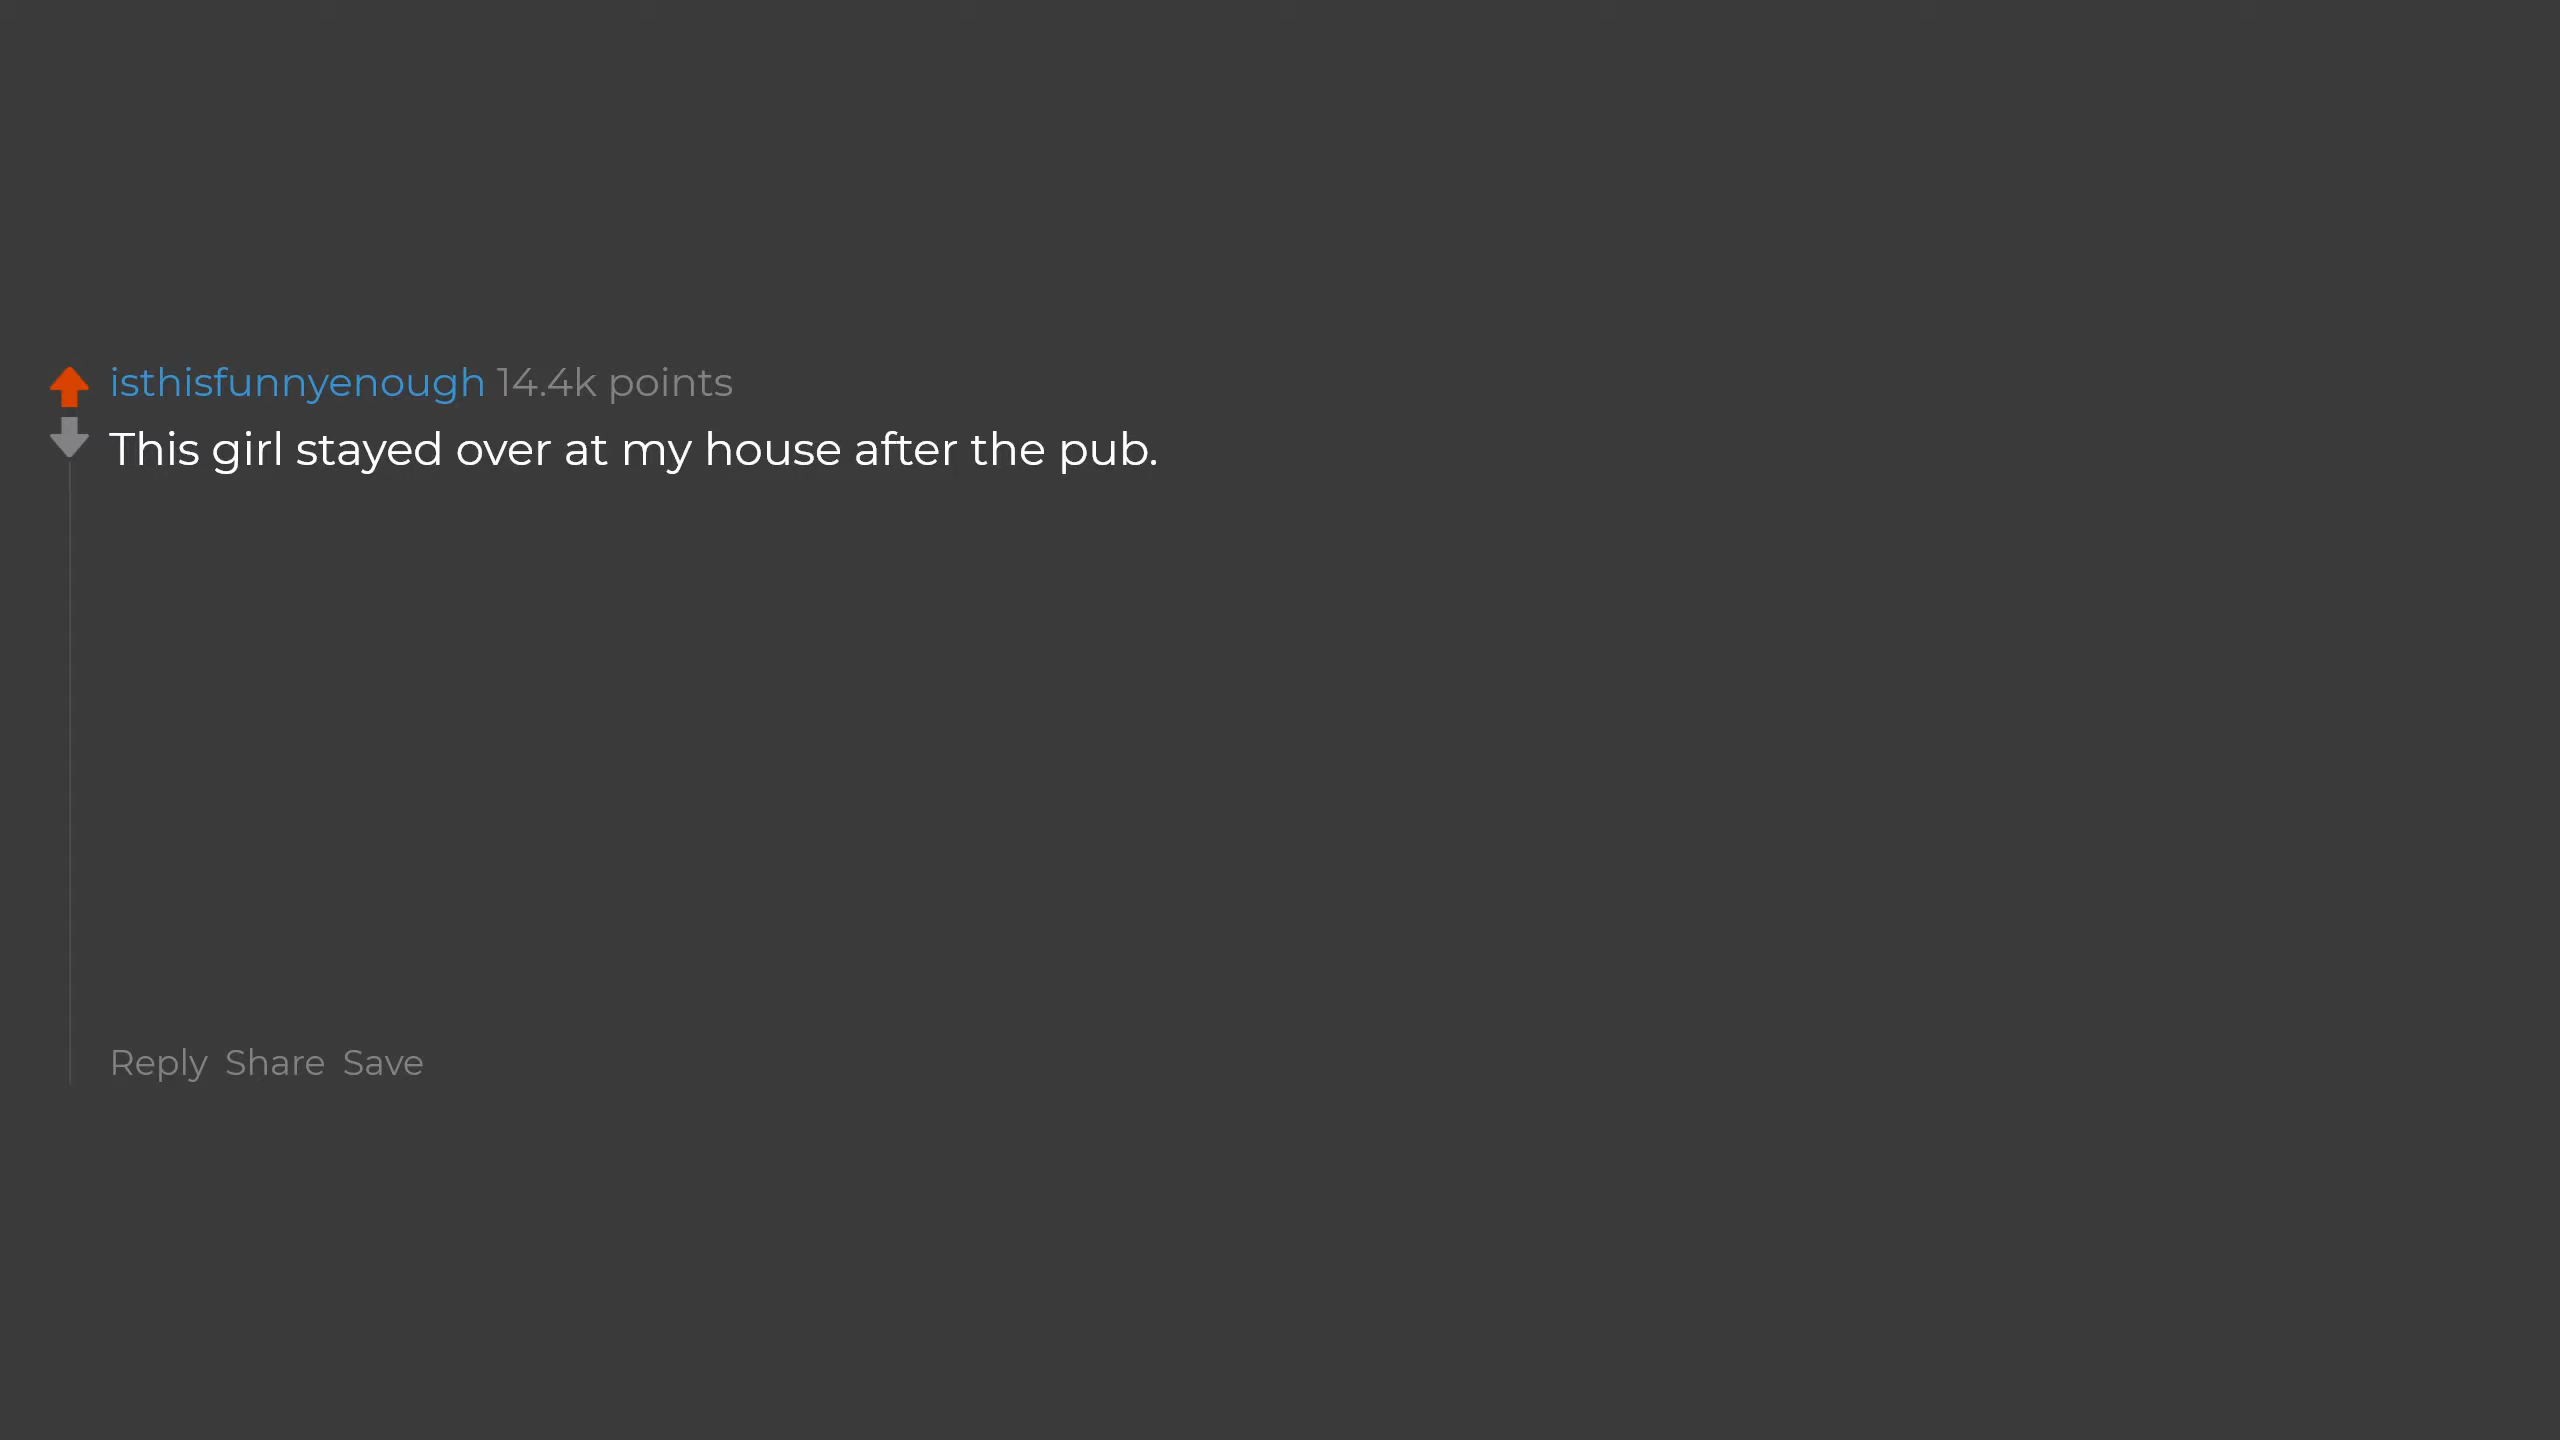 isthisfunnyenough 14.4k points
This girl stayed over at my house after the pub.
Reply Share Save